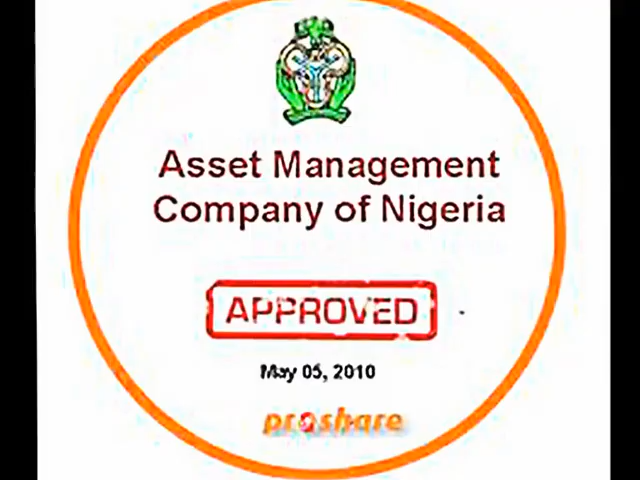 Asset Management
Company of Nigeria
APPROVED
May 05, 2010
proshare